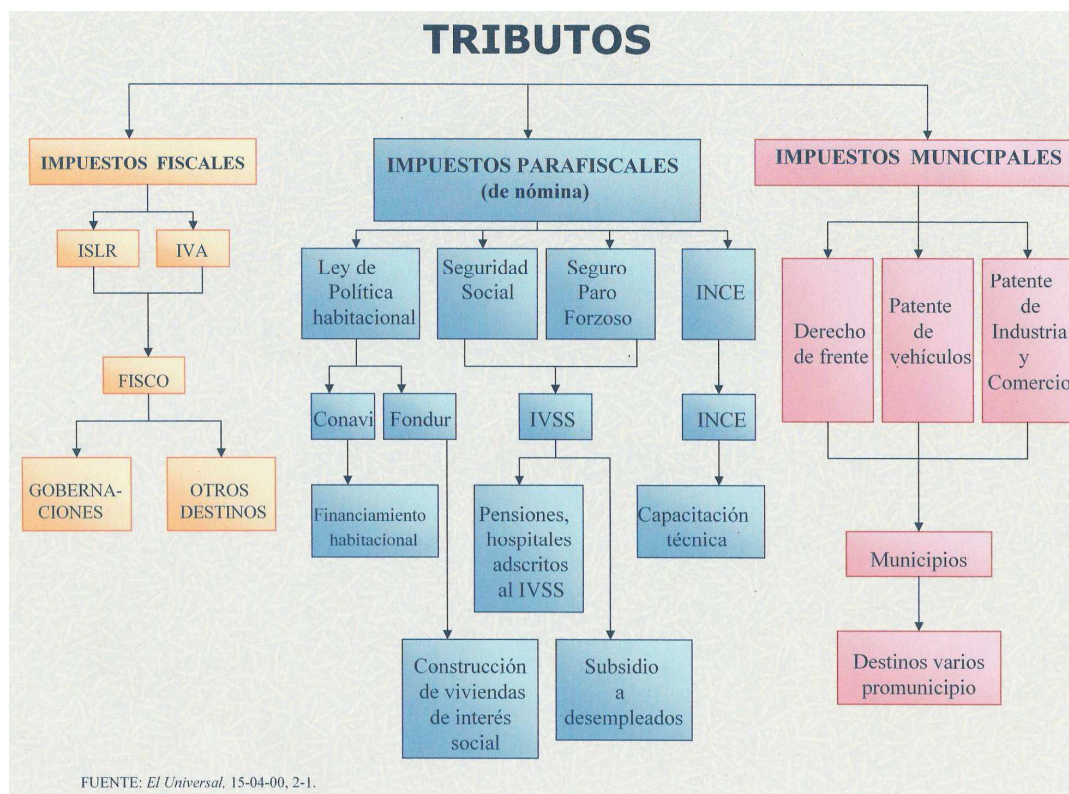 TRIBUTOS
IMPUESTOS FISCALES
ISLR
IVA
FISCO
GOBERNA-
CIONES
OTROS
DESTINOS
IMPUESTOS PARAFISCALES
(de nómina)
Ley de
Política
habitacional
Seguridad
Social
Seguro
Paro
Forzoso
INCE
Conavi
Fondur
IVSS
INCE
Financiamiento
habitacional
Pensiones,
hospitales
adscritos
al IVSS
Capacitación
técnica
Construcción
de viviendas
de interés
social
Subsidio
a
desempleados
IMPUESTOS MUNICIPALES
Derecho
de frente
Patente
de
vehículos
Patente
de
Industria
y
Comercio
Municipios
Destinos varios
promunicipio
FUENTE: El Universal, 15-04-00, 2-1.